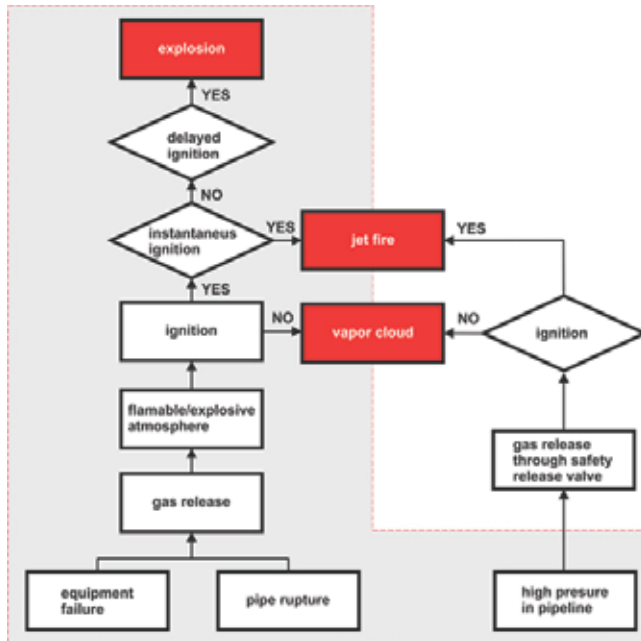 explosion
YES
delayed
ignition
NO
instantaneus
ignition
YES
jet fire
YES
YES
ignition
NO
vapor cloud
NO
ignition
flamable/explosive
atmosphere
gas release
through safety
release valve
gas release
equipment
failure
pipe rupture
high presure
in pipeline